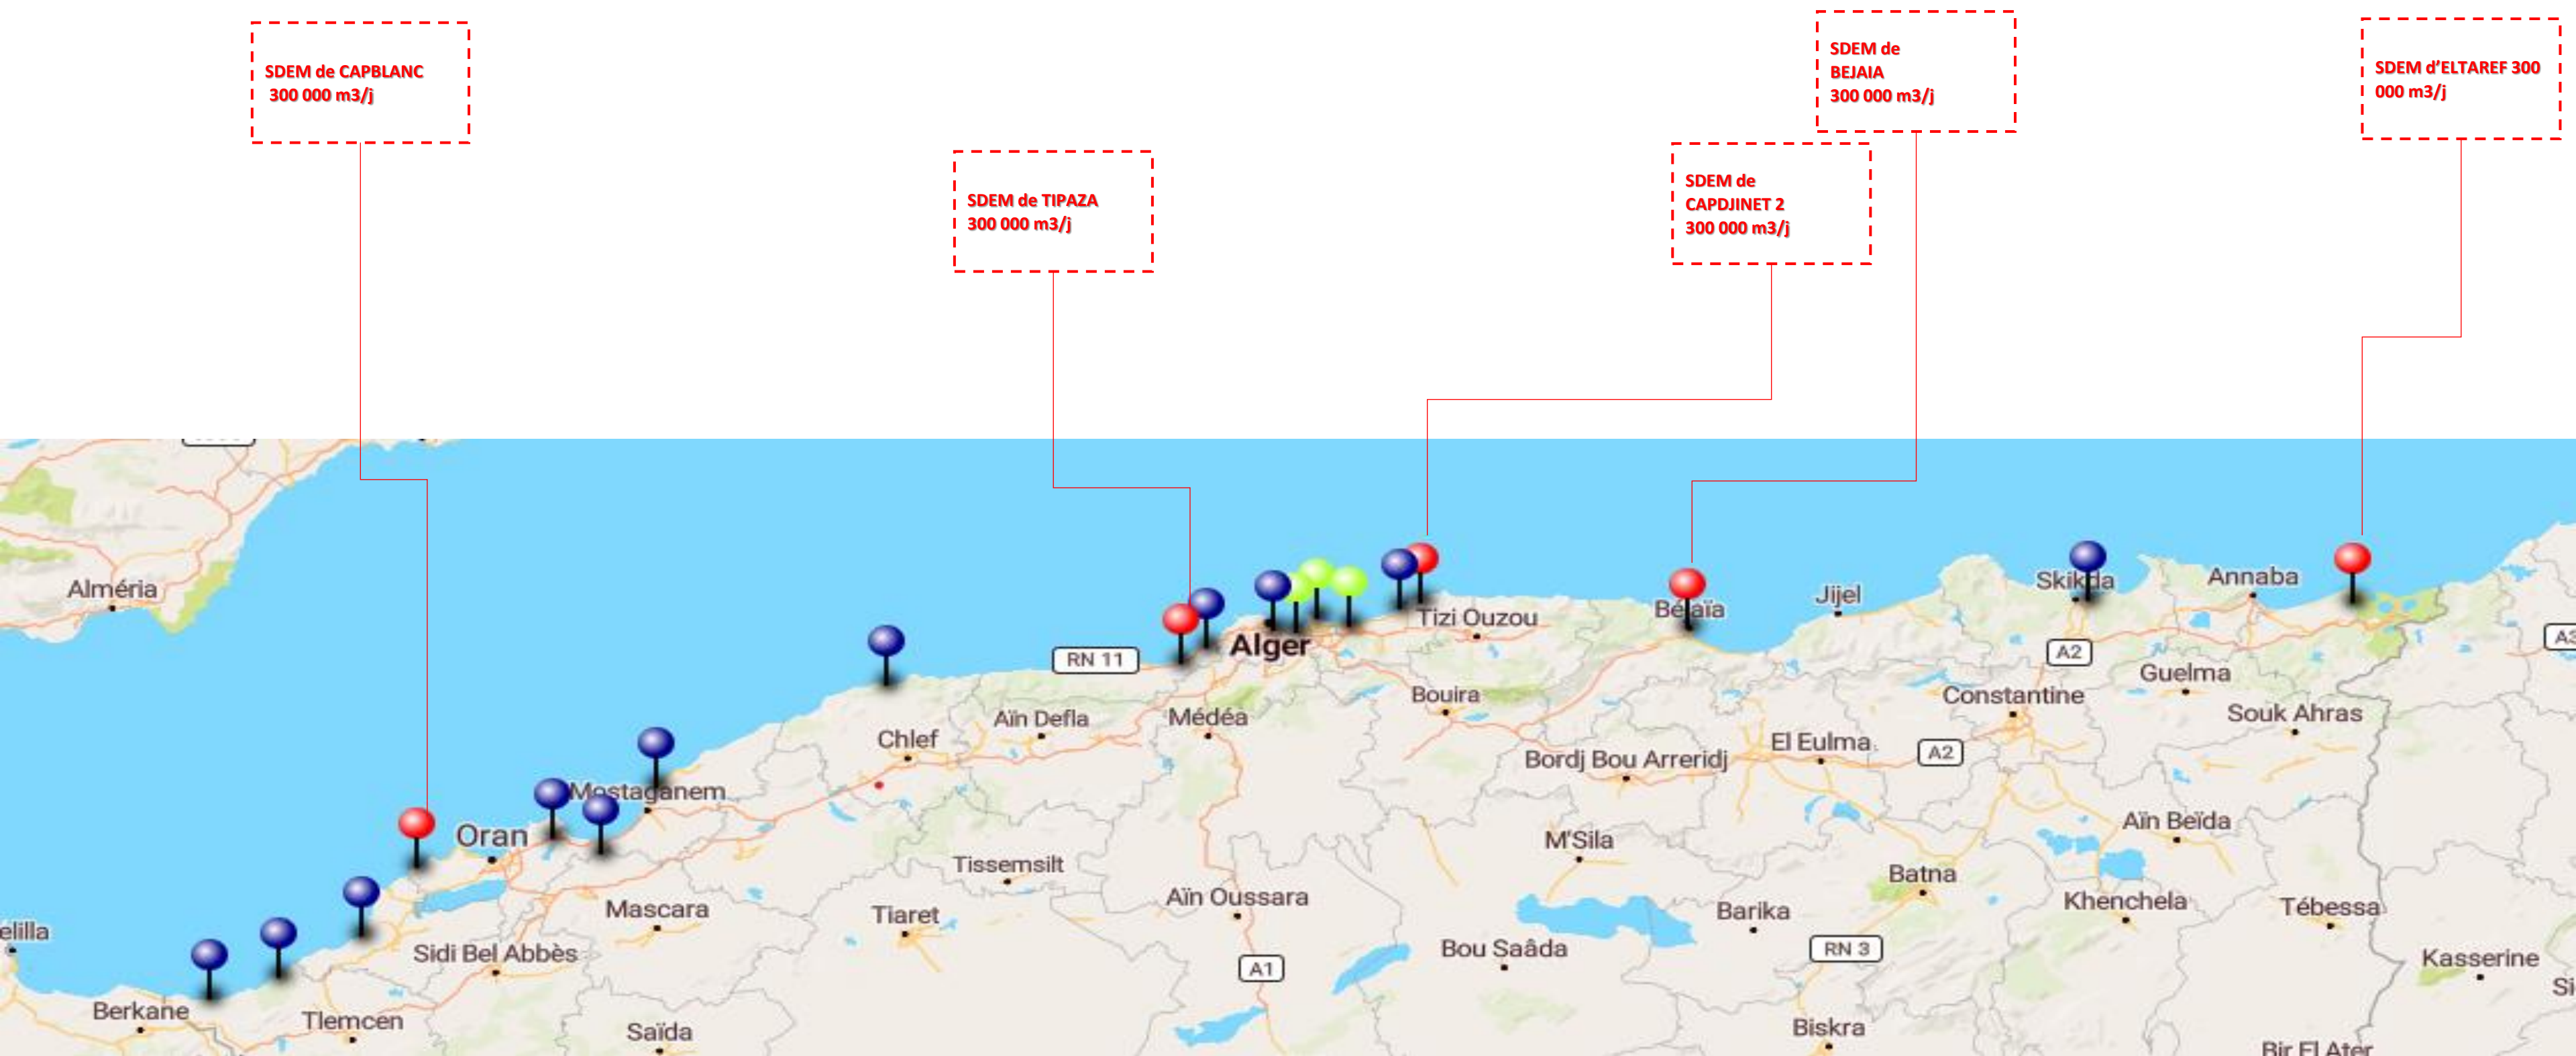 SDEM de
BEJAIA
300 000 m3/j
SDEM d'ELTAREF 300
000 m3/j
SDEM de CAPBLANC
300 000 m3/j
SDEM de
CAPDJINET 2
300 000 m3/j
SDEM de TIPAZA
300 000 m3/j
Alméria
Skikda
Annaba
Jijel
Béjaïa
Tizi Ouzou
Alger
RN 11
A2
Guelma
Bouira
Constantine
Médéa
Aïn Defla
Souk Ahras
Chlef
El Eulma
A2
Bordj Bou Arreridj
Mostaganem
Aïn Beïda
Oran
M'Sila
Tissemsilt
Batna
Aïn Oussara
Khenchela
Tébessa
Mascara
Tiaret
Barika
elilla
Sidi Bel Abbès
Bou Saâda
RN 3
Kasserine
A1
Si
Berkane
Tlemcen
Saïda
Biskra
Bir El Ater